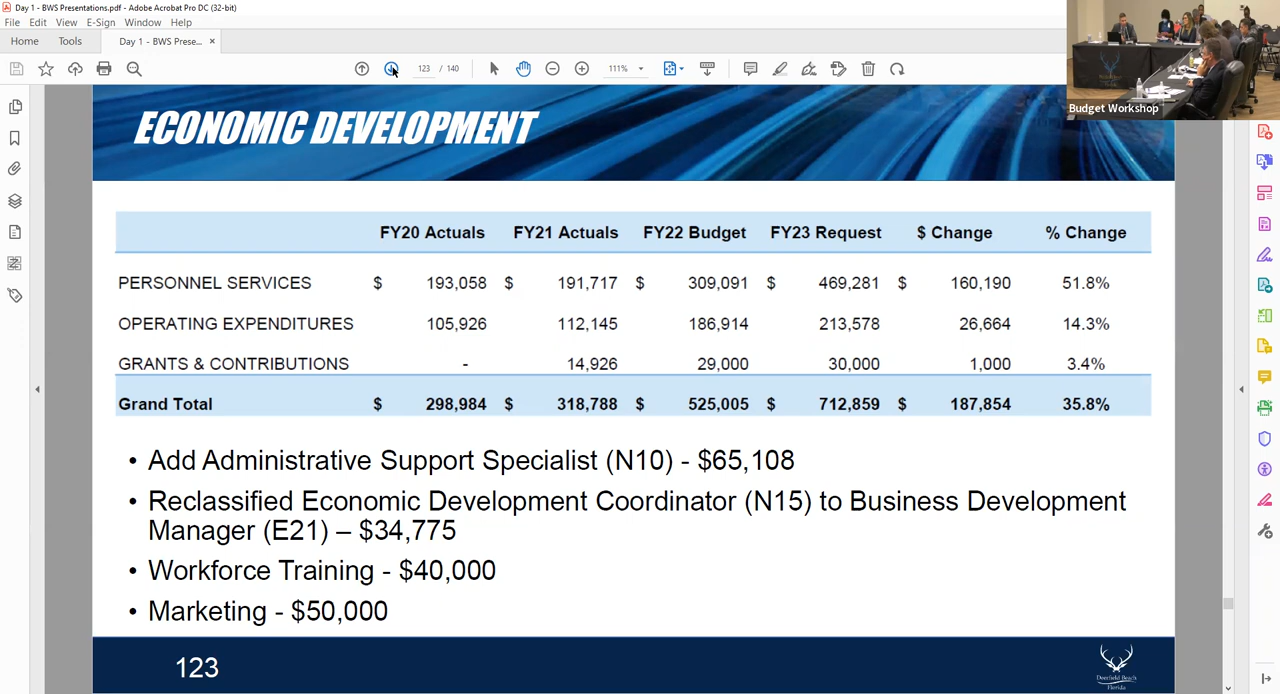 Day 1 - BWS Presentations.pdf - Adobe Acrobat Pro DC (32-bit)
File Edit View E-Sign Window Help
Home Tools Day 1 - BWS Prese... ×
123 / 140 111%
Budget Workshop
ECONOMIC DEVELOPMENT
FY20 Actuals FY21 Actuals FY22 Budget FY23 Request $ Change % Change
PERSONNEL SERVICES $ 193,058 $ 191,717 $ 309,091 $ 469,281 $ 160,190 51.8%
OPERATING EXPENDITURES 105,926 112,145 186,914 213,578 26,664 14.3%
GRANTS & CONTRIBUTIONS - 14,926 29,000 30,000 1,000 3.4%
Grand Total $ 298,984 $ 318,788 $ 525,005 $ 712,859 $ 187,854 35.8%
• Add Administrative Support Specialist (N10) - $65,108
• Reclassified Economic Development Coordinator (N15) to Business Development
Manager (E21) – $34,775
• Workforce Training - $40,000
• Marketing - $50,000
123
Deerfield Beach
Florida